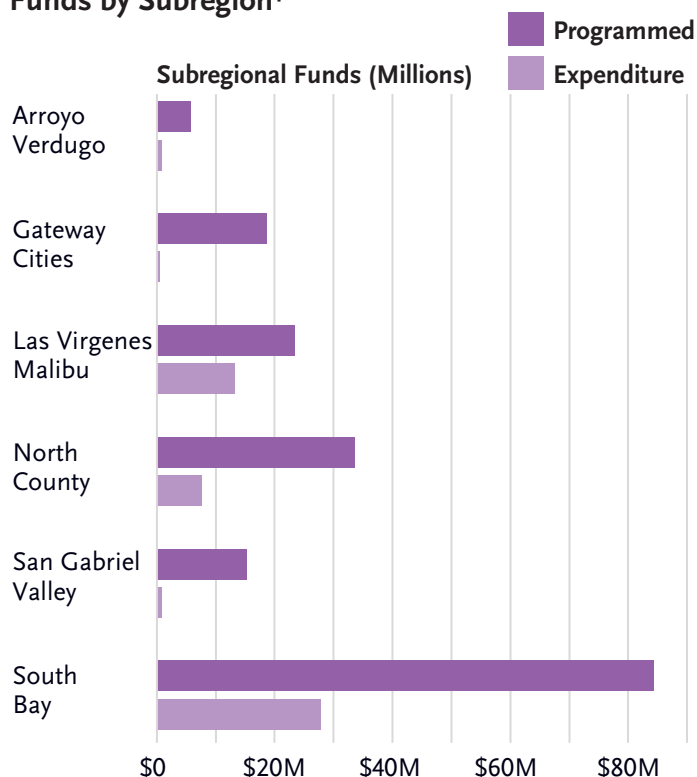 Funds by Subregion
Programmed
Subregional Funds (Millions)
Expenditure
Arroyo
Verdugo
Gateway
Cities
Las Virgenes
Malibu
North
County
San Gabriel
Valley
South
Bay
$0 $20M $40M $60M $80M